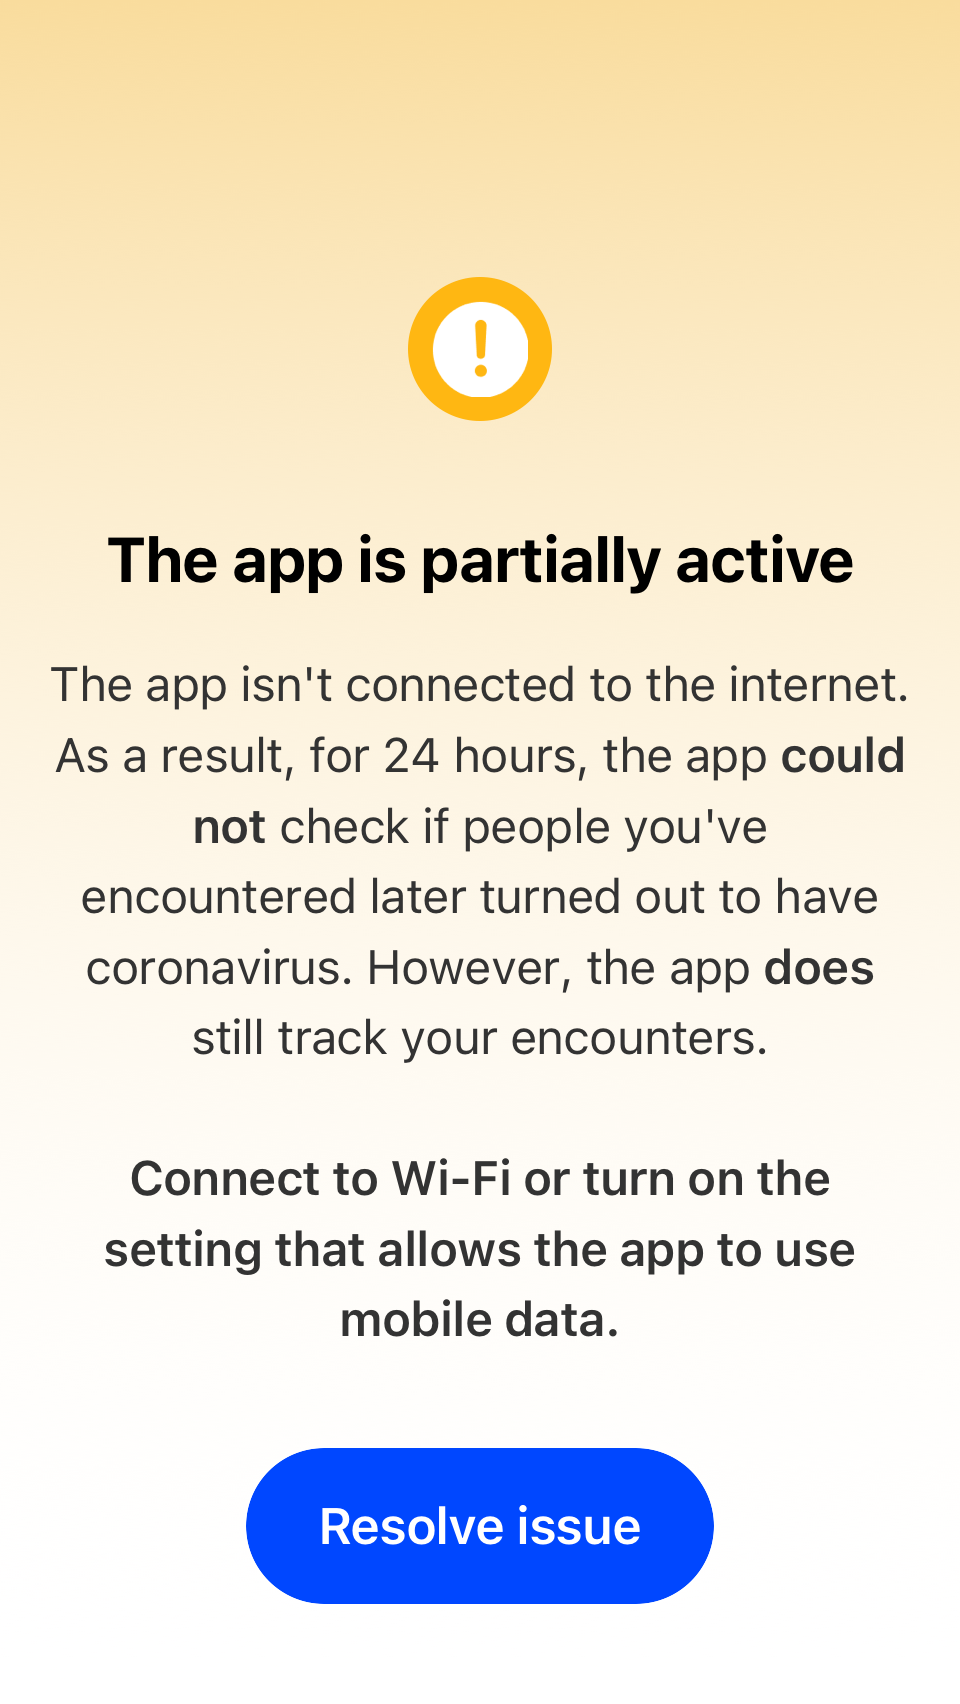 The app is partially active
The app isn't connected to the internet.
As a result, for 24 hours, the app could
not check if people you've
encountered later turned out to have
coronavirus. However, the app does
still track your encounters.
Connect to Wi-Fi or turn on the
setting that allows the app to use
mobile data.
Resolve issue